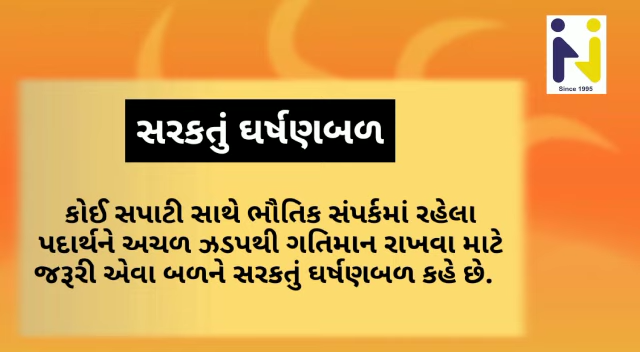 Since 1995
સરકતું ઘર્ષણબળ
કોઈ સપાટી સાથે ભૌતિક સંપર્કમાં રહેલા
પદાર્થને અચળ ઝડપથી ગતિમાન રાખવા માટે
જરૂરી એવા બળને સરકતું ઘર્ષણબળ કહે છે.